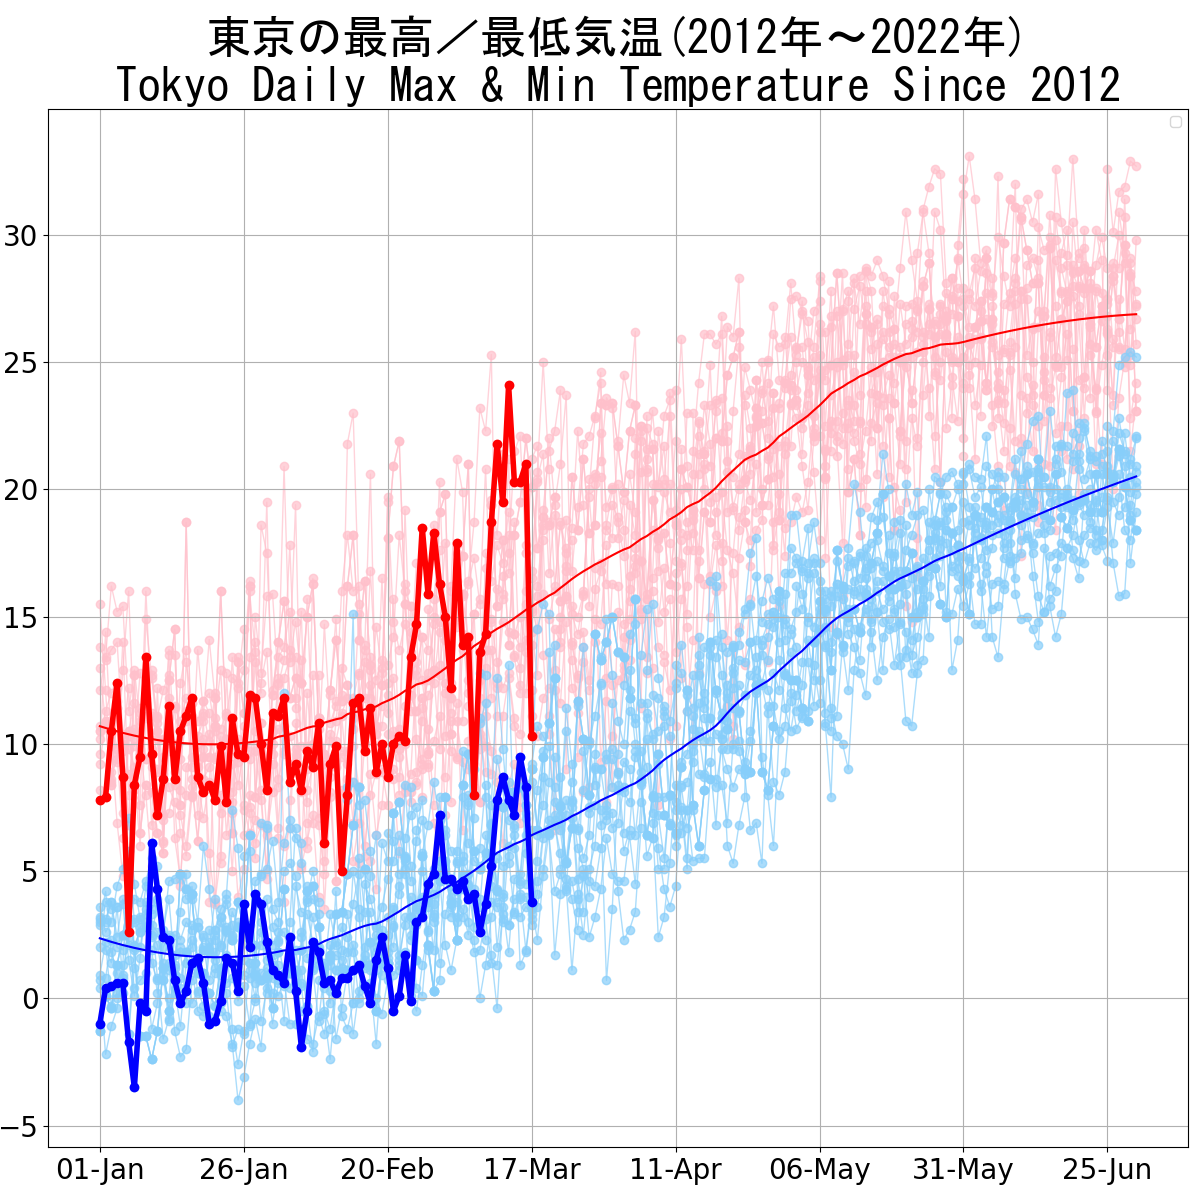 東京の最高／最低気温(2012年～2022年)
Tokyo Daily Max & Min Temperature Since 2012
30
25
20
15
10
5
0
−5
01-Jan 26-Jan 20-Feb 17-Mar 11-Apr 06-May 31-May 25-Jun